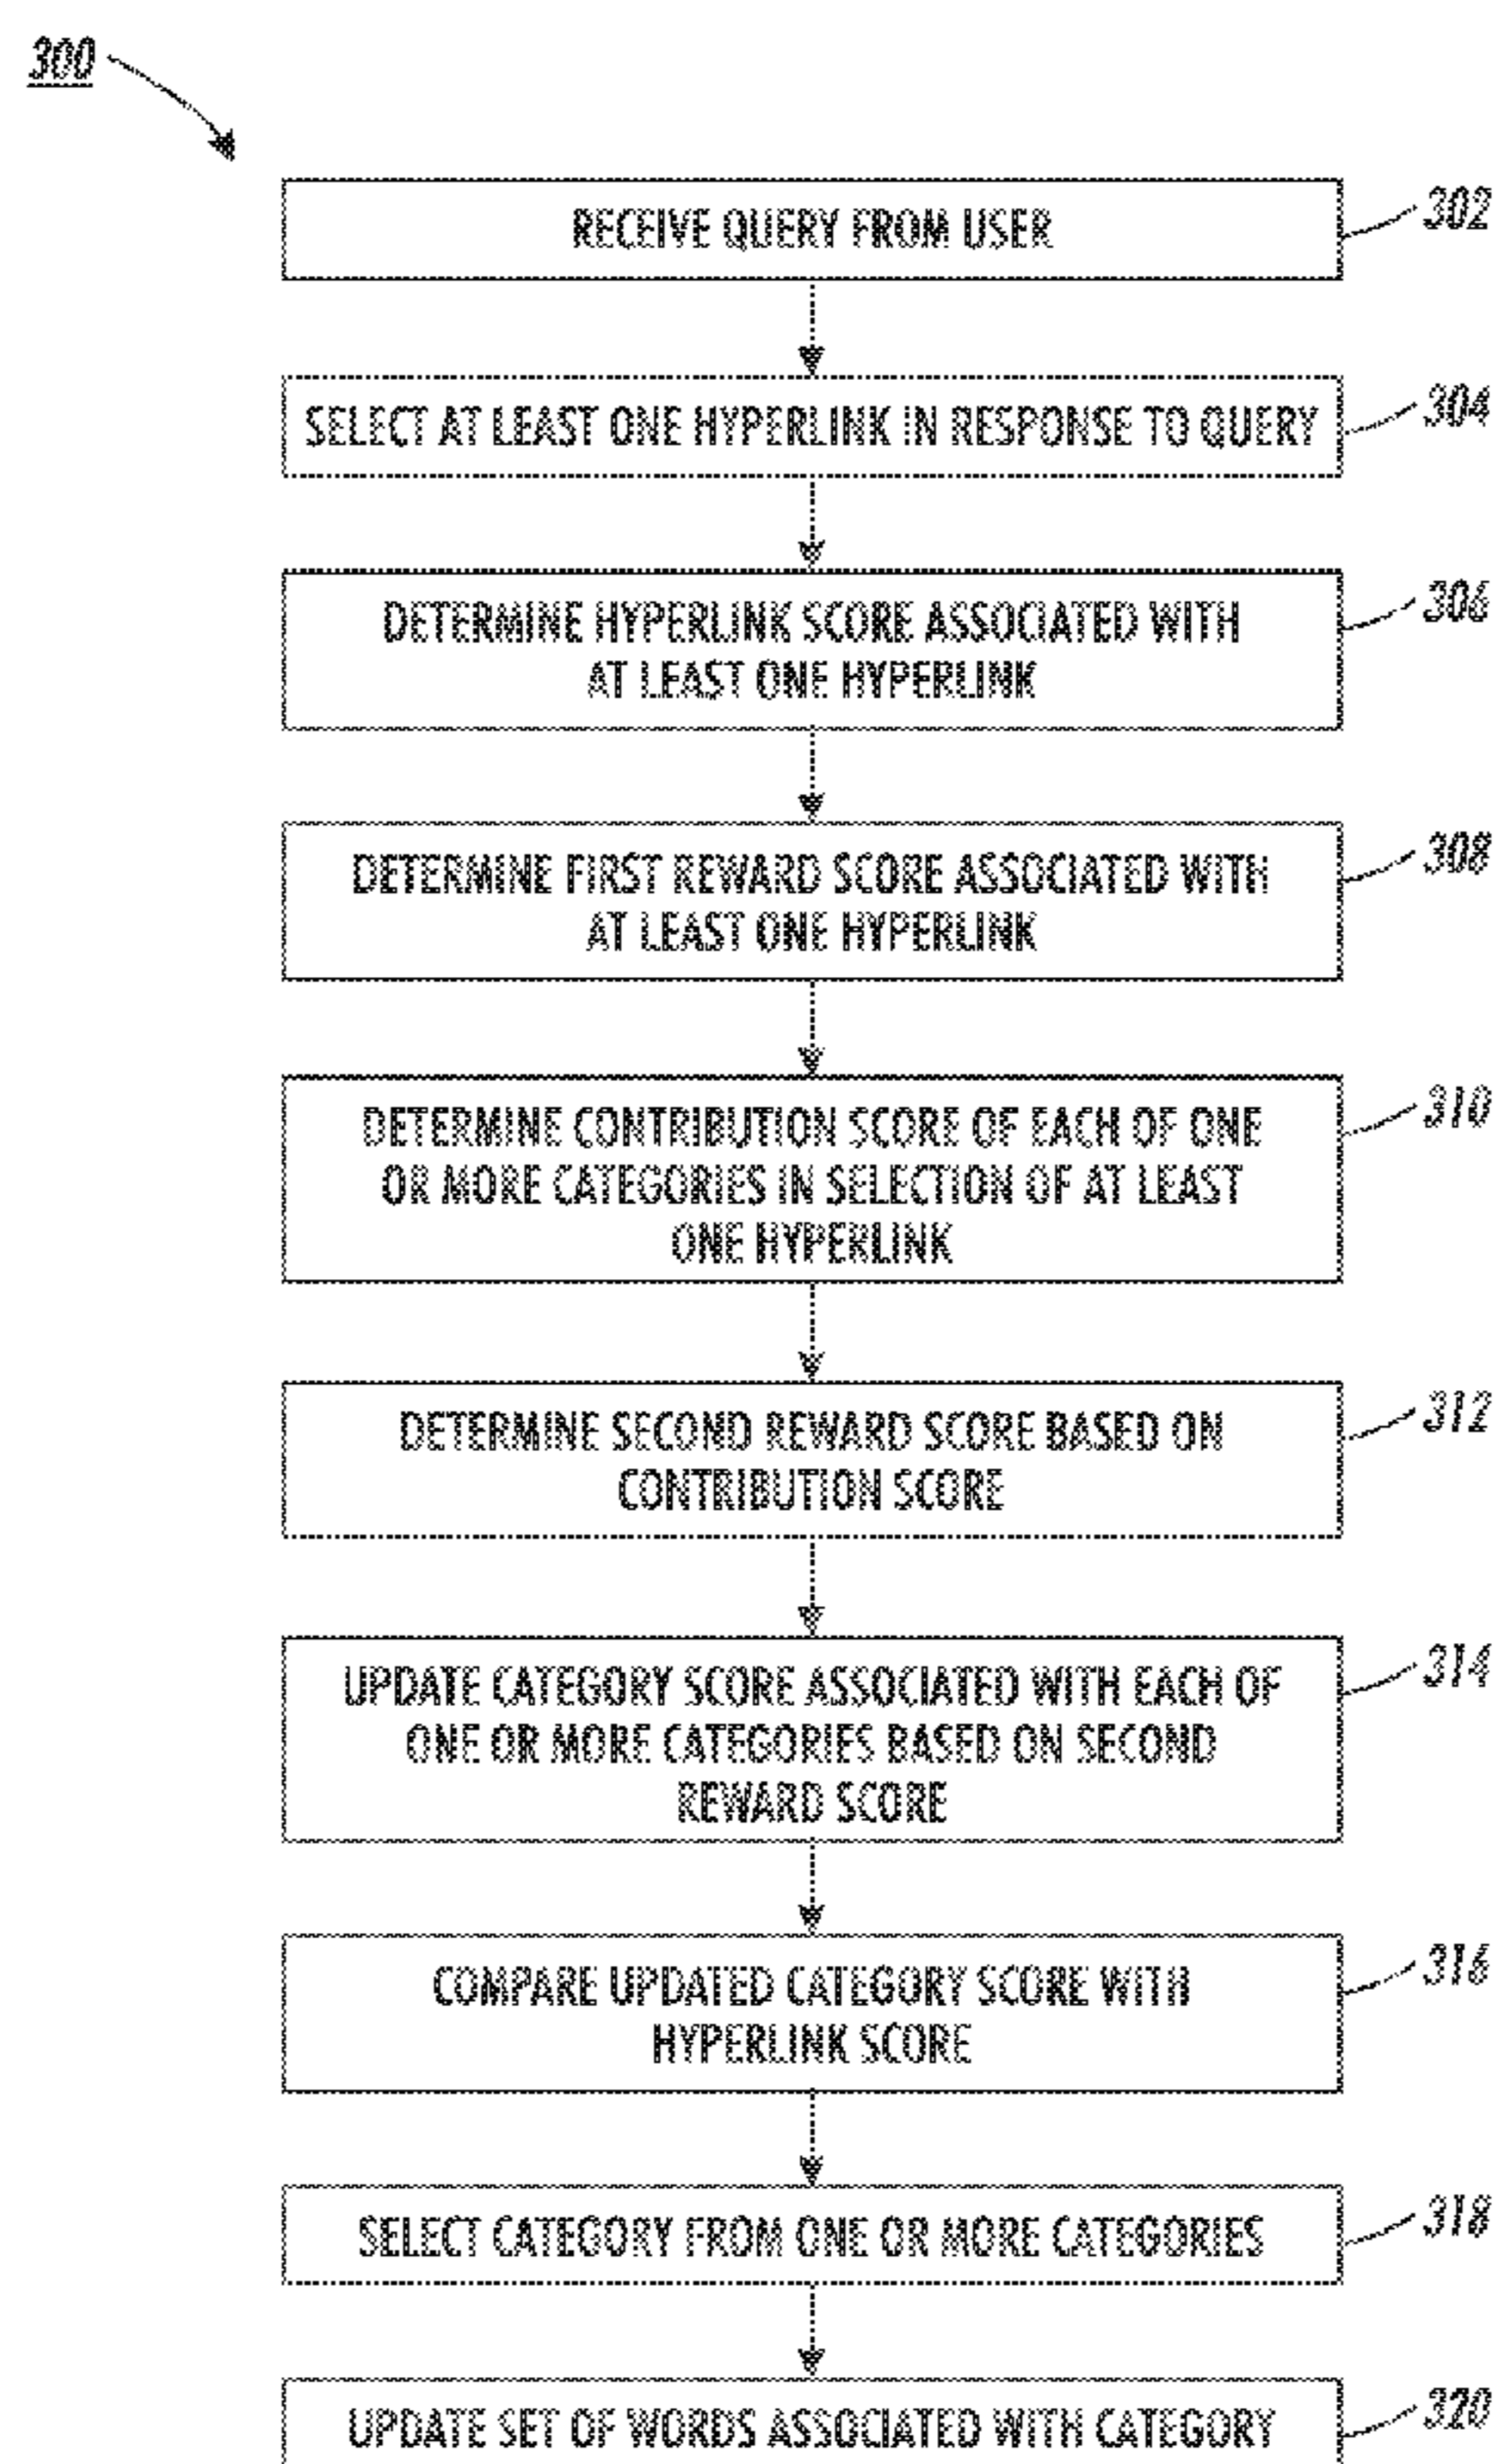 300
RECEIVE QUERY FROM USER
302
SELECT AT LEAST ONE HYPERLINK IN RESPONSE TO QUERY
304
DETERMINE HYPERLINK SCORE ASSOCIATED WITH
AT LEAST ONE HYPERLINK
306
DETERMINE FIRST REWARD SCORE ASSOCIATED WITH
AT LEAST ONE HYPERLINK
308
DETERMINE CONTRIBUTION SCORE OF EACH OF ONE
OR MORE CATEGORIES IN SELECTION OF AT LEAST
ONE HYPERLINK
310
DETERMINE SECOND REWARD SCORE BASED ON
CONTRIBUTION SCORE
312
UPDATE CATEGORY SCORE ASSOCIATED WITH EACH OF
ONE OR MORE CATEGORIES BASED ON SECOND
REWARD SCORE
314
COMPARE UPDATED CATEGORY SCORE WITH
HYPERLINK SCORE
316
SELECT CATEGORY FROM ONE OR MORE CATEGORIES
318
UPDATE SET OF WORDS ASSOCIATED WITH CATEGORY
320